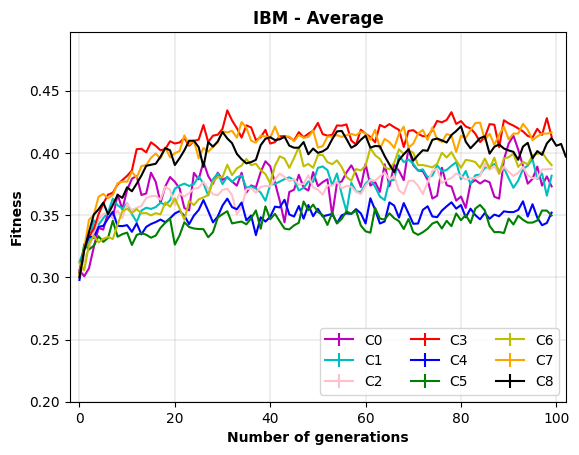 IBM - Average
Fitness
0.45
0.40
0.35
0.30
0.25
0.20
0 20 40 60 80 100
Number of generations
C0 C3 C6
C1 C4 C7
C2 C5 C8